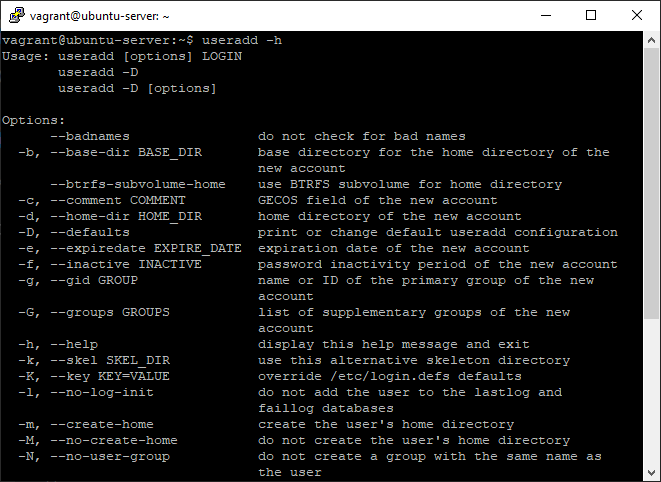 vagrant@ubuntu-server: ~
vagrant@ubuntu-server:~$ useradd -h
Usage: useradd [options] LOGIN
       useradd -D
       useradd -D [options]

Options:
      --badnames                do not check for bad names
  -b, --base-dir BASE_DIR       base directory for the home directory of the
                                new account
      --btrfs-subvolume-home    use BTRFS subvolume for home directory
  -c, --comment COMMENT         GECOS field of the new account
  -d, --home-dir HOME_DIR       home directory of the new account
  -D, --defaults                print or change default useradd configuration
  -e, --expiredate EXPIRE_DATE  expiration date of the new account
  -f, --inactive INACTIVE       password inactivity period of the new account
  -g, --gid GROUP               name or ID of the primary group of the new
                                account
  -G, --groups GROUPS           list of supplementary groups of the new
                                account
  -h, --help                    display this help message and exit
  -k, --skel SKEL_DIR           use this alternative skeleton directory
  -K, --key KEY=VALUE           override /etc/login.defs defaults
  -l, --no-log-init             do not add the user to the lastlog and
                                faillog databases
  -m, --create-home             create the user's home directory
  -M, --no-create-home          do not create the user's home directory
  -N, --no-user-group           do not create a group with the same name as
                                the user